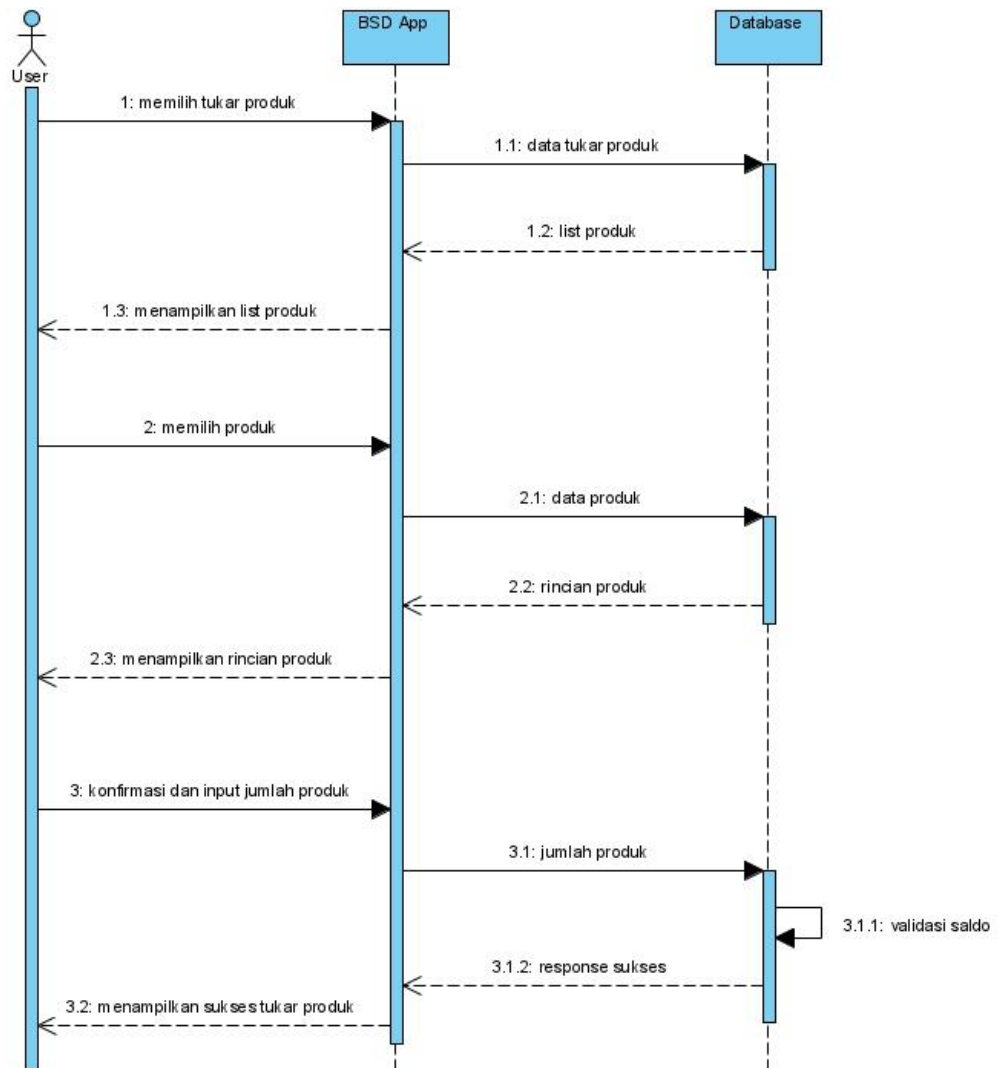 BSD App
Database
User
1: memilih tukar produk
1.1: data tukar produk
1.2: list produk
1.3: menampilkan list produk
2: memilih produk
2.1: data produk
2.2: rincian produk
2.3: menampilkan rincian produk
3: konfirmasi dan input jumlah produk
3.1: jumlah produk
3.1.1: validasi saldo
3.1.2: response sukses
3.2: menampilkan sukses tukar produk